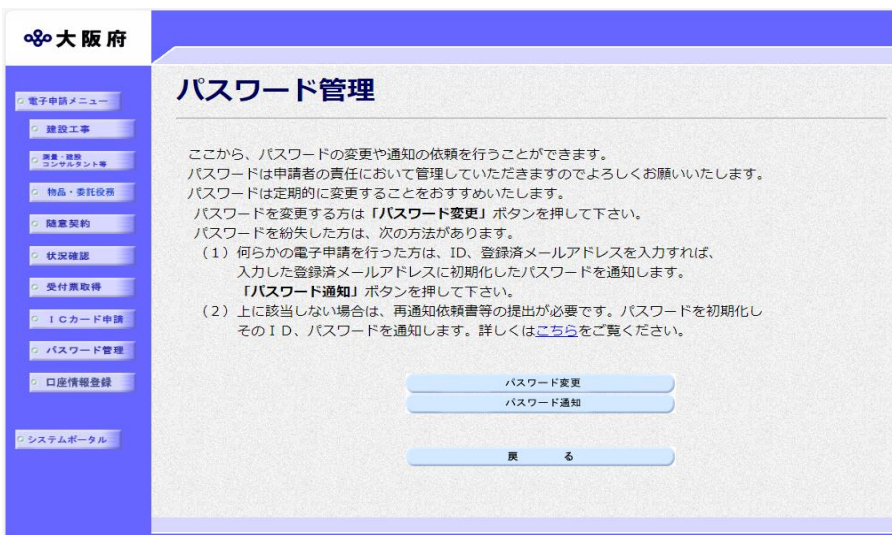 大阪府
電子申請メニュー
建設工事
測量・建設
コンサルタント等
物品・委託役務
随意契約
状況確認
受付票取得
ICカード申請
パスワード管理
口座情報登録
システムポータル
パスワード管理
ここから、パスワードの変更や通知の依頼を行うことができます。
パスワードは申請者の責任において管理していただきますのでよろしくお願いいたします。
パスワードは定期的に変更することをおすすめいたします。
パスワードを変更する方は「パスワード変更」ボタンを押して下さい。
パスワードを紛失した方は、次の方法があります。
（1）何らかの電子申請を行った方は、ID、登録済メールアドレスを入力すれば、
入力した登録済メールアドレスに初期化したパスワードを通知します。
「パスワード通知」ボタンを押して下さい。
（2）上に該当しない場合は、再通知依頼書等の提出が必要です。パスワードを初期化し
そのＩＤ、パスワードを通知します。詳しくはこちらをご覧ください。
パスワード変更
パスワード通知
戻　る